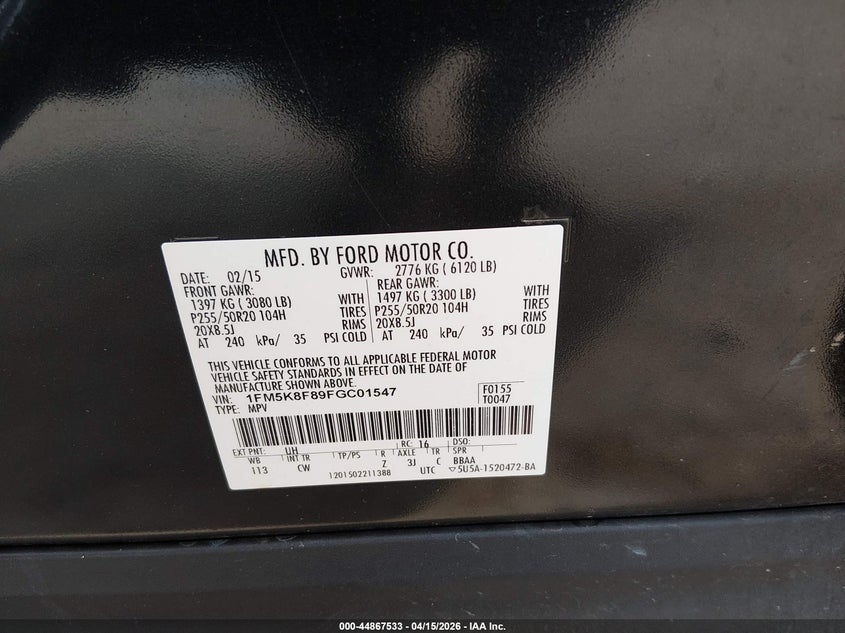 MFD. BY FORD MOTOR CO.
DATE: 02/15 GVWR: 2776 KG ( 6120 LB)
FRONT GAWR: REAR GAWR:
1397 KG ( 3080 LB) WITH 1497 KG ( 3300 LB) WITH
P255/50R20 104H TIRES P255/50R20 104H TIRES
20X8.5J RIMS 20X8.5J RIMS
AT 240 kPa/ 35 PSI COLD AT 240 kPa/ 35 PSI COLD
THIS VEHICLE CONFORMS TO ALL APPLICABLE FEDERAL MOTOR
VEHICLE SAFETY STANDARDS IN EFFECT ON THE DATE OF
MANUFACTURE SHOWN ABOVE.
VIN: 1FM5K8F89FGC01547 F0155
TYPE: MPV T0047
EXT PNT: UH RC: 16 DSO:
WB INT TR TP/PS R AXLE TR SPR
113 CW Z 3J C BBAA
1201502211388 UTC ▽5U5A-1520472-BA
000-44867533 - 04/15/2026 - IAA Inc.